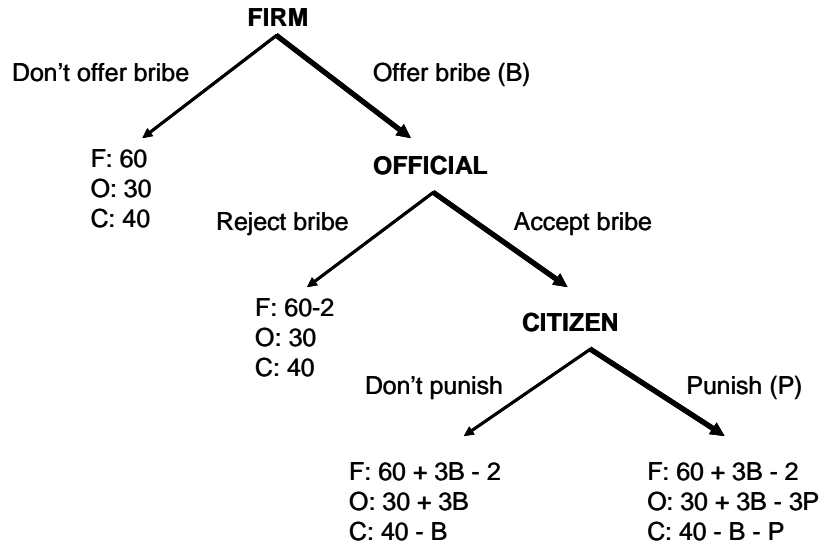 FIRM
Don't offer bribe
Offer bribe (B)
F: 60
O: 30
C: 40
OFFICIAL
Reject bribe
Accept bribe
F: 60-2
O: 30
C: 40
CITIZEN
Don't punish
Punish (P)
F: 60 + 3B - 2
O: 30 + 3B
C: 40 - B
F: 60 + 3B - 2
O: 30 + 3B - 3P
C: 40 - B - P